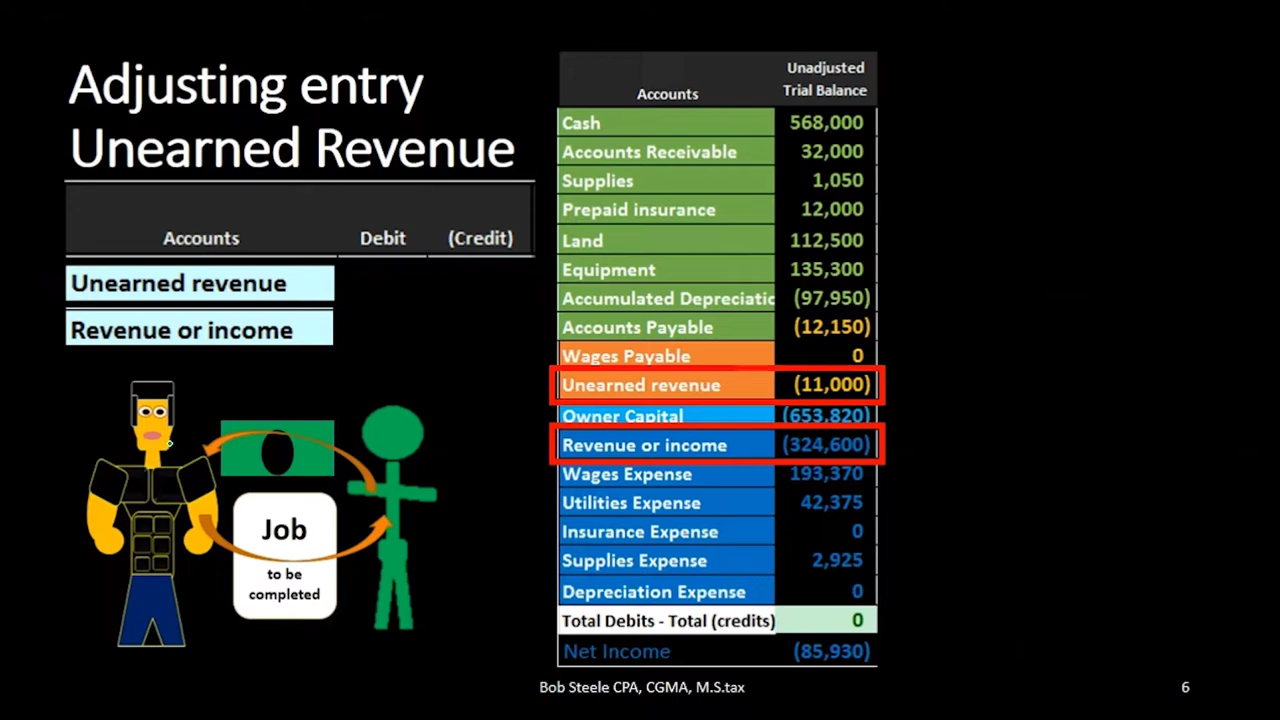 Adjusting entry
Unearned Revenue
Accounts Debit (Credit)
Unearned revenue
Revenue or income
Job
to be
completed
Unadjusted
Accounts Trial Balance
Cash 568,000
Accounts Receivable 32,000
Supplies 1,050
Prepaid insurance 12,000
Land 112,500
Equipment 135,300
Accumulated Depreciatic (97,950)
Accounts Payable (12,150)
Wages Payable 0
Unearned revenue (11,000)
Owner Capital (653,820)
Revenue or income (324,600)
Wages Expense 193,370
Utilities Expense 42,375
Insurance Expense 0
Supplies Expense 2,925
Depreciation Expense 0
Total Debits - Total (credits) 0
Net Income (85,930)
Bob Steele CPA, CGMA, M.S.tax 6